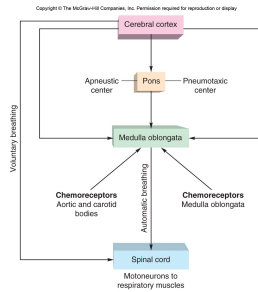 Copyright © The McGraw-Hill Companies, Inc. Permission required for reproduction or display
Cerebral cortex
Apneustic
center
Pons
Pneumotaxic
center
Voluntary breathing
Medulla oblongata
Chemoreceptors
Aortic and carotid
bodies
Automatic breathing
Chemoreceptors
Medulla oblongata
Spinal cord
Motoneurons to
respiratory muscles